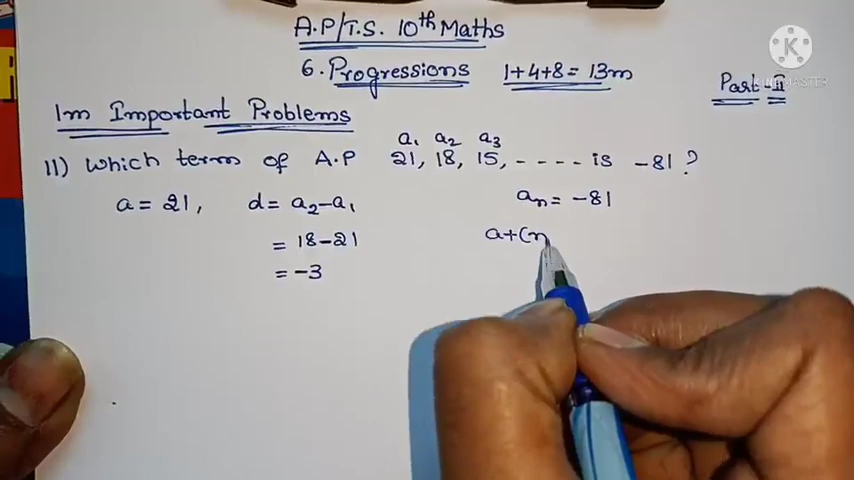 A.P/T.S. 10th Maths
6. Progressions 1+4+8= 13m
Part-II
1m Important Problems
a₁ a₂ a₃
11) Which term of A.P 21, 18, 15, - - - - is -81?
a= 21, d= a₂-a₁ aₙ= -81
= 18-21 a+(n
= -3
K
KINEMASTER